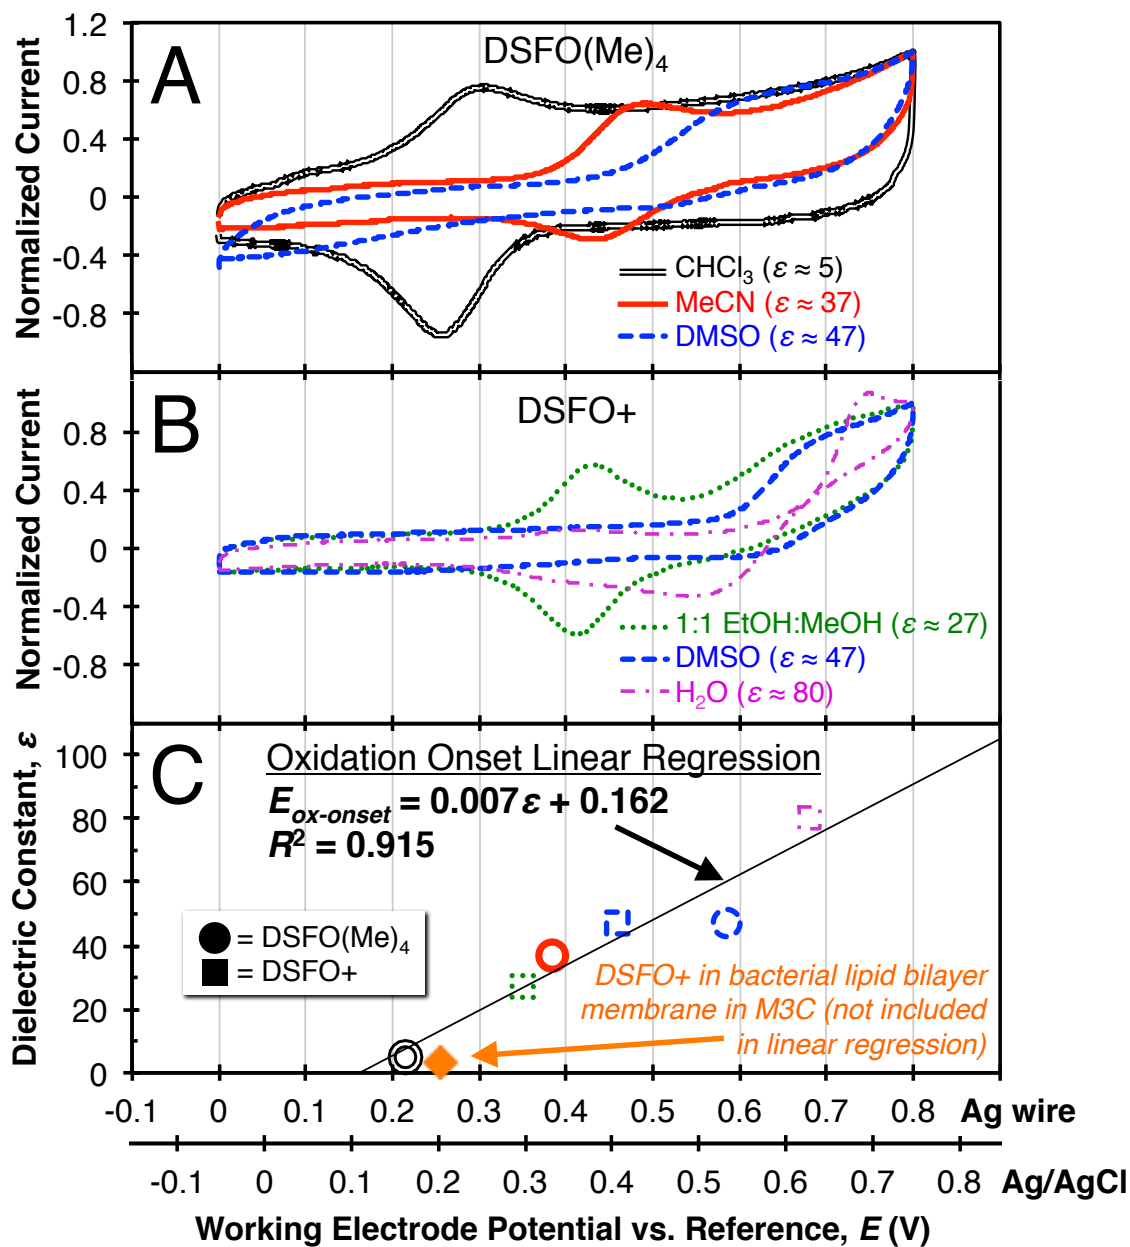 A
DSFO(Me)4
1.2
0.8
0.4
0
-0.4
-0.8
Normalized Current
CHCl3 (ε ≈ 5)
MeCN (ε ≈ 37)
DMSO (ε ≈ 47)
B
DSFO+
0.8
0.4
0
-0.4
-0.8
Normalized Current
1:1 EtOH:MeOH (ε ≈ 27)
DMSO (ε ≈ 47)
H2O (ε ≈ 80)
C
Oxidation Onset Linear Regression
Eox-onset = 0.007ε + 0.162
R2 = 0.915
100
80
60
40
20
0
Dielectric Constant, ε
= DSFO(Me)4
= DSFO+
DSFO+ in bacterial lipid bilayer
membrane in M3C (not included
in linear regression)
-0.1 0 0.1 0.2 0.3 0.4 0.5 0.6 0.7 0.8 Ag wire
-0.1 0 0.1 0.2 0.3 0.4 0.5 0.6 0.7 0.8 Ag/AgCl
Working Electrode Potential vs. Reference, E (V)